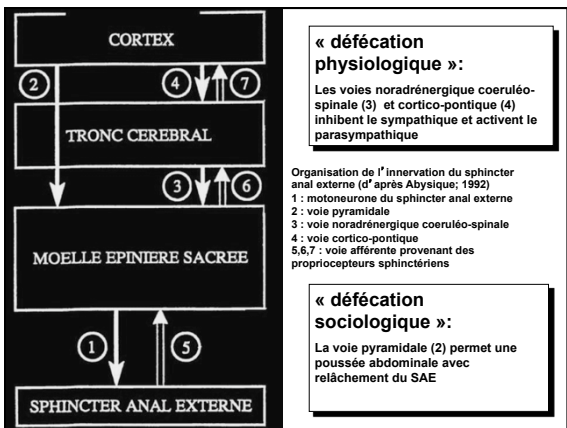 CORTEX
2
4
7
TRONC CEREBRAL
3
6
MOELLE EPINIERE SACREE
1
5
SPHINCTER ANAL EXTERNE
« défécation
physiologique »:
Les voies noradrénergique coeruléo-
spinale (3) et cortico-pontique (4)
inhibent le sympathique et activent le
parasympathique
Organisation de l’innervation du sphincter
anal externe (d’après Abysique; 1992)
1 : motoneurone du sphincter anal externe
2 : voie pyramidale
3 : voie noradrénergique coeruléo-spinale
4 : voie cortico-pontique
5,6,7 : voie afférente provenant des
propriocepteurs sphinctériens
« défécation
sociologique »:
La voie pyramidale (2) permet une
poussée abdominale avec
relâchement du SAE